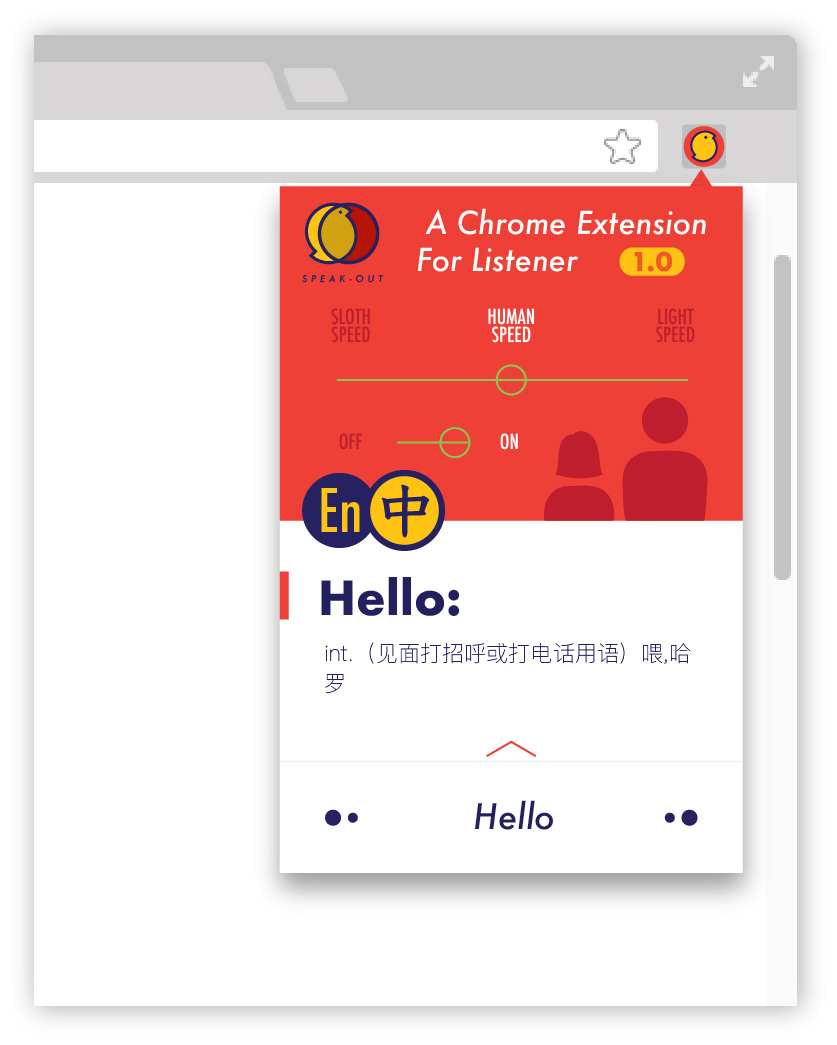 A Chrome Extension
For Listener 1.0
SPEAK-OUT
SLOTH SPEED
HUMAN SPEED
LIGHT SPEED
OFF
ON
En 中
Hello:
int.（见面打招呼或打电话用语）喂,哈
罗
Hello